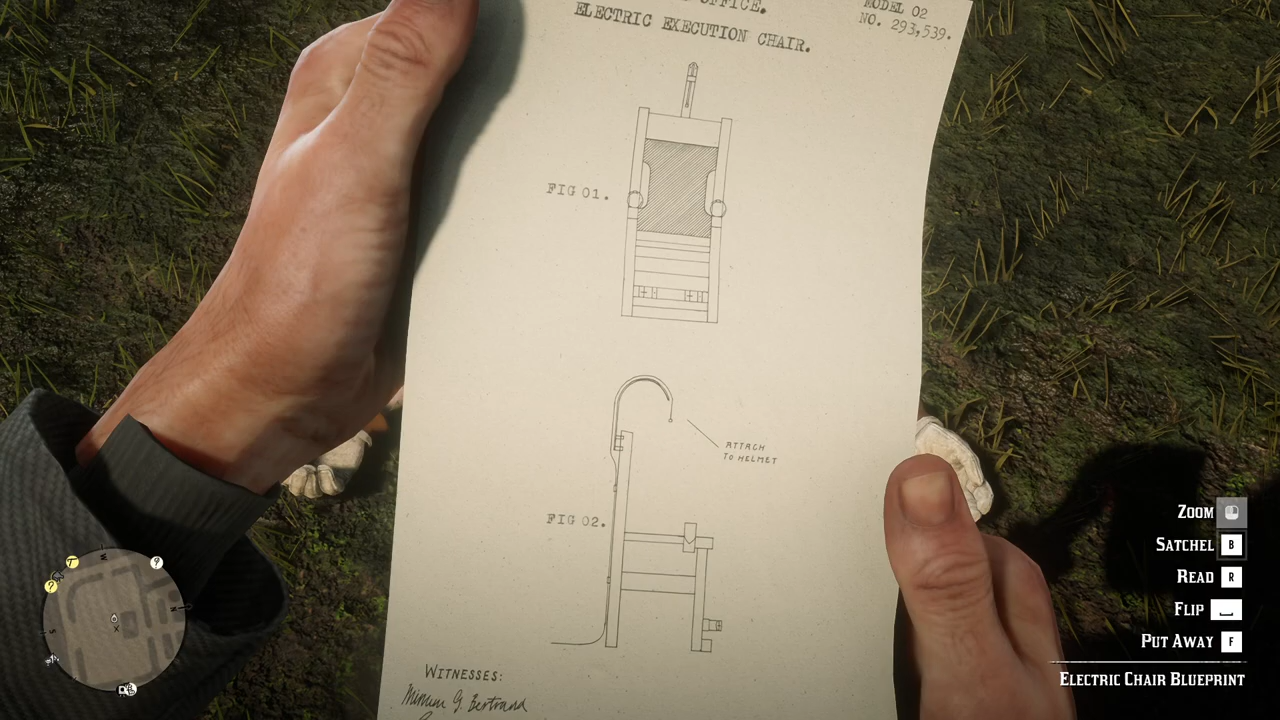 OFFICE.
ELECTRIC EXECUTION CHAIR.
MODEL 02
NO. 293,539.
FIG 01.
ATTACH
TO HELMET
FIG 02.
WITNESSES:
G. Bertrand
ZOOM
SATCHEL B
READ R
FLIP
PUT AWAY F
ELECTRIC CHAIR BLUEPRINT